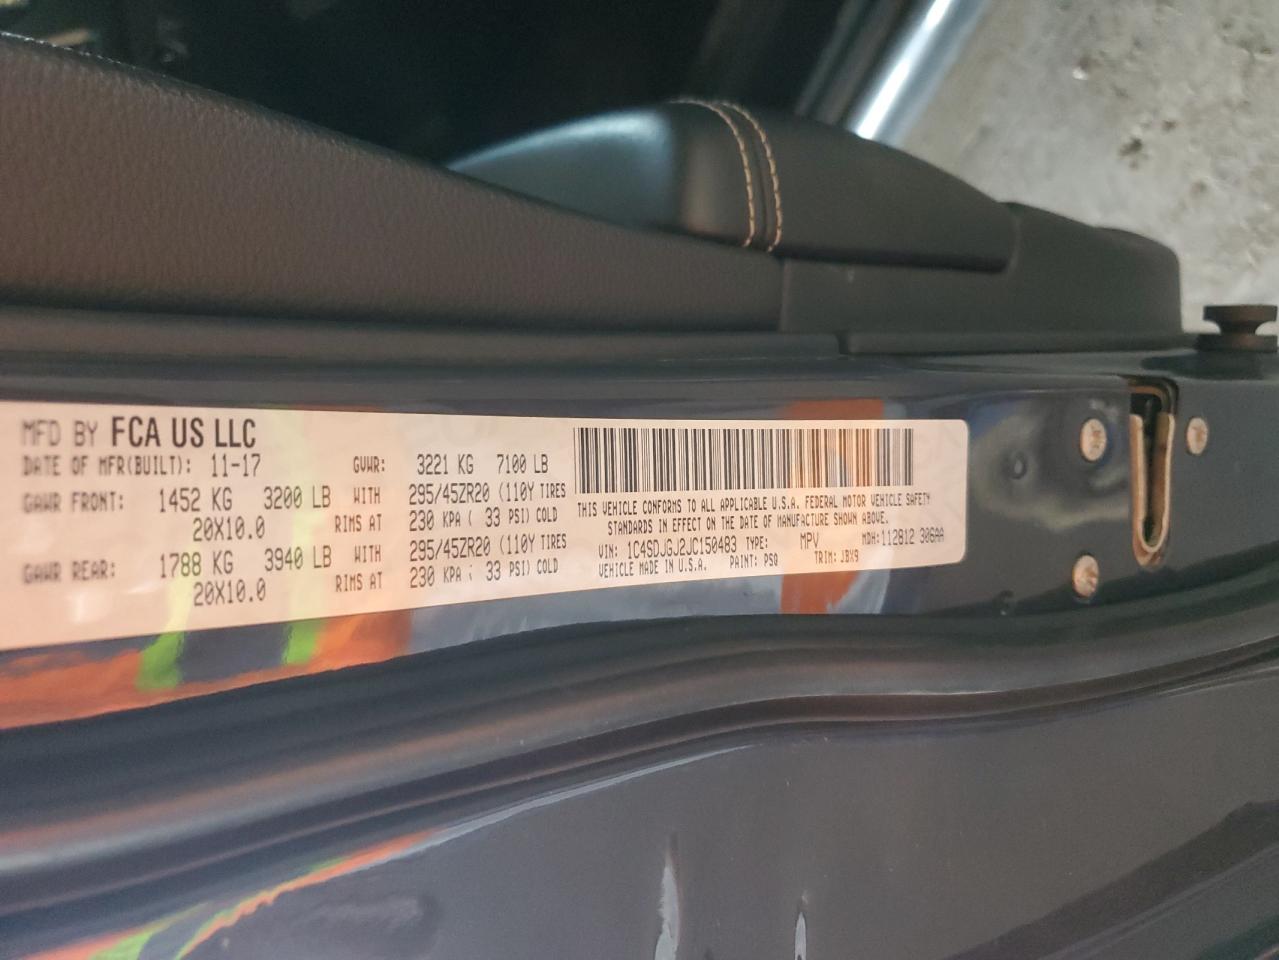 MFD BY FCA US LLC
DATE OF MFR(BUILT): 11-17 GVWR: 3221 KG 7100 LB
GAWR FRONT: 1452 KG 3200 LB WITH 295/45ZR20 (110Y TIRES
20X10.0 RIMS AT 230 KPA ( 33 PSI) COLD
GAWR REAR: 1788 KG 3940 LB WITH 295/45ZR20 (110Y TIRES
20X10.0 RIMS AT 230 KPA ( 33 PSI) COLD
THIS VEHICLE CONFORMS TO ALL APPLICABLE U.S.A. FEDERAL MOTOR VEHICLE SAFETY
STANDARDS IN EFFECT ON THE DATE OF MANUFACTURE SHOWN ABOVE.
VIN: 1C4SDJGJ2JC150483 TYPE: MPV MDH:112812 306AA
VEHICLE MADE IN U.S.A. PAINT: PSQ TRIM: JBX9